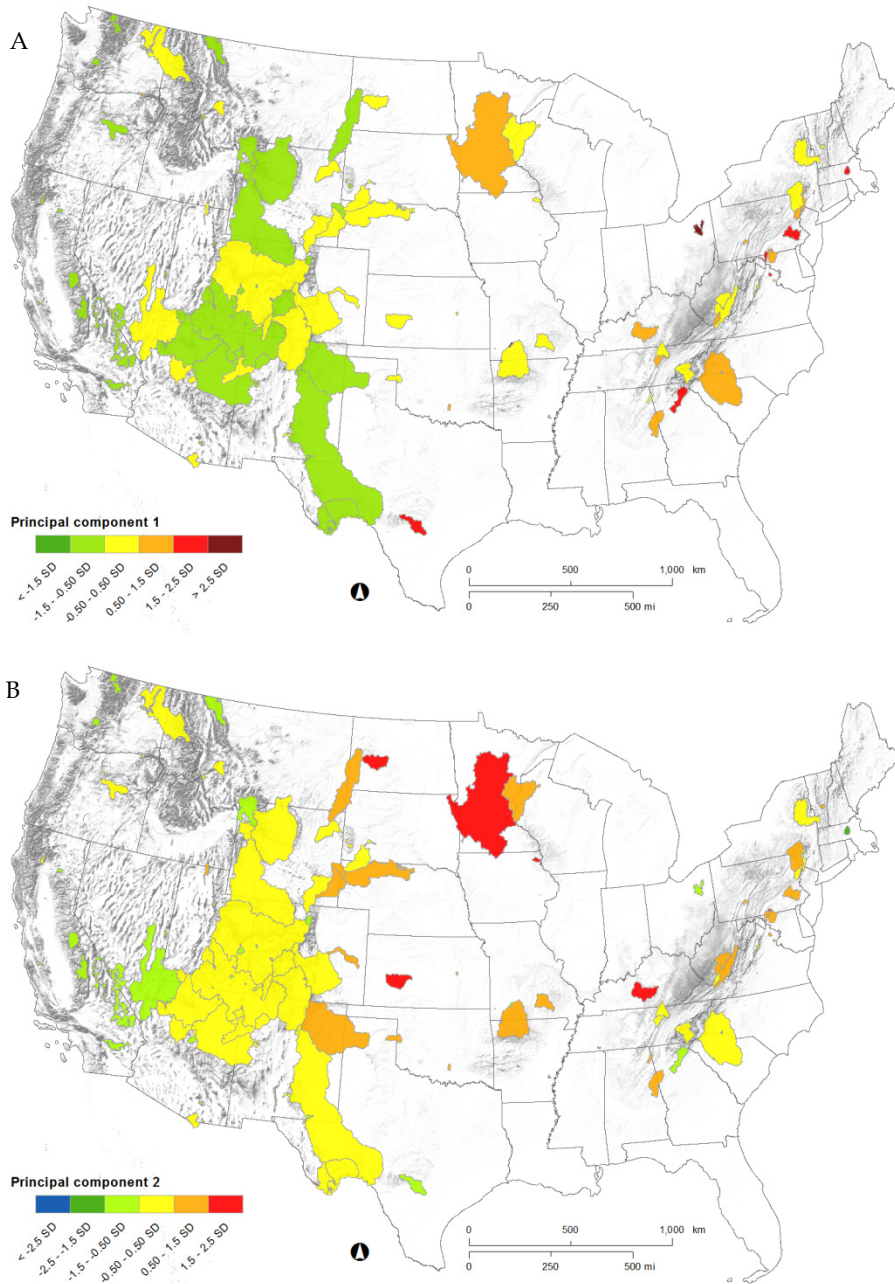 A
Principal component 1
< -1.5 SD
-1.5 - -0.50 SD
-0.50 - 0.50 SD
0.50 - 1.5 SD
1.5 - 2.5 SD
> 2.5 SD
0 500 1,000 km
0 250 500 mi
B
Principal component 2
< -2.5 SD
-2.5 - -1.5 SD
-1.5 - -0.50 SD
-0.50 - 0.50 SD
0.50 - 1.5 SD
1.5 - 2.5 SD
0 500 1,000 km
0 250 500 mi